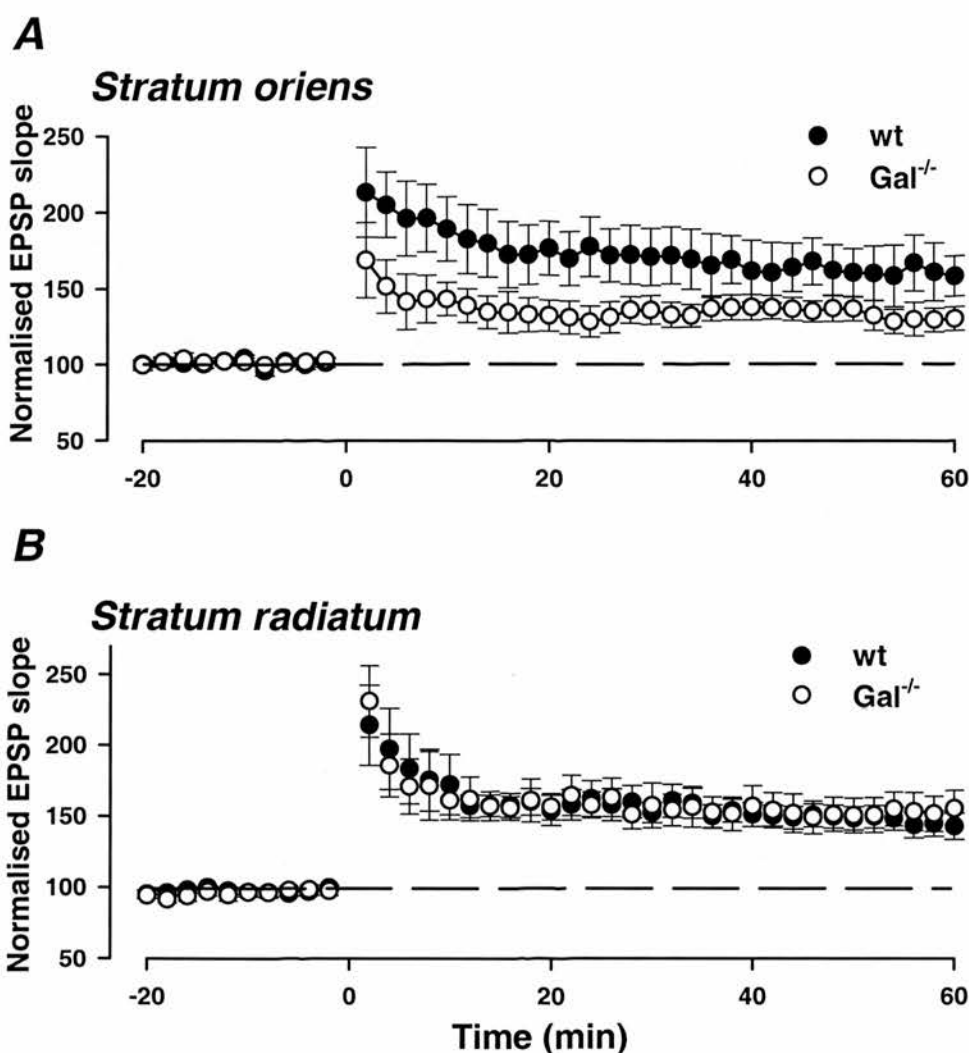 A
Stratum oriens
Normalised EPSP slope
250
200
150
100
50
wt
Gal-/-
-20
0
20
40
60
B
Stratum radiatum
Normalised EPSP slope
250
200
150
100
50
wt
Gal-/-
-20
0
20
40
60
Time (min)